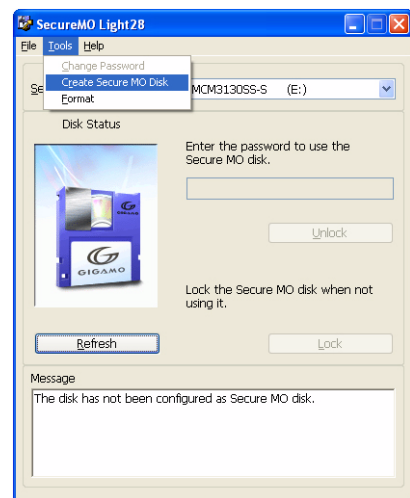 SecureMO Light28
File Tools Help
Change Password
Create Secure MO Disk
Format
Se
MCM3130SS-S (E:)
Disk Status
Enter the password to use the
Secure MO disk.
Unlock
GIGAMO
GIGAMO
Lock the Secure MO disk when not
using it.
Refresh
Lock
Message
The disk has not been configured as Secure MO disk.